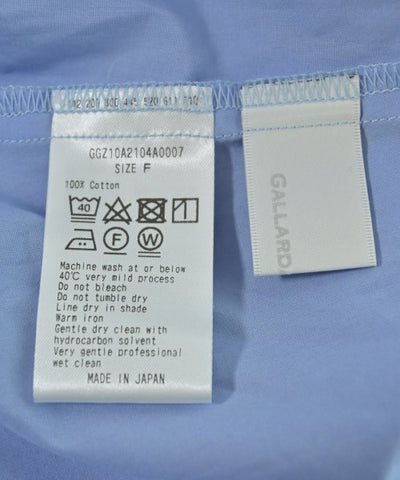 GGZ10A2104A0007
SIZE F
100% Cotton
40
F
W
Machine wash at or below
40℃ very mild process
Do not bleach
Do not tumble dry
Line dry in shade
Warm iron
Gentle dry clean with
hydrocarbon solvent
Very gentle professional
wet clean
MADE IN JAPAN
GALLARDA